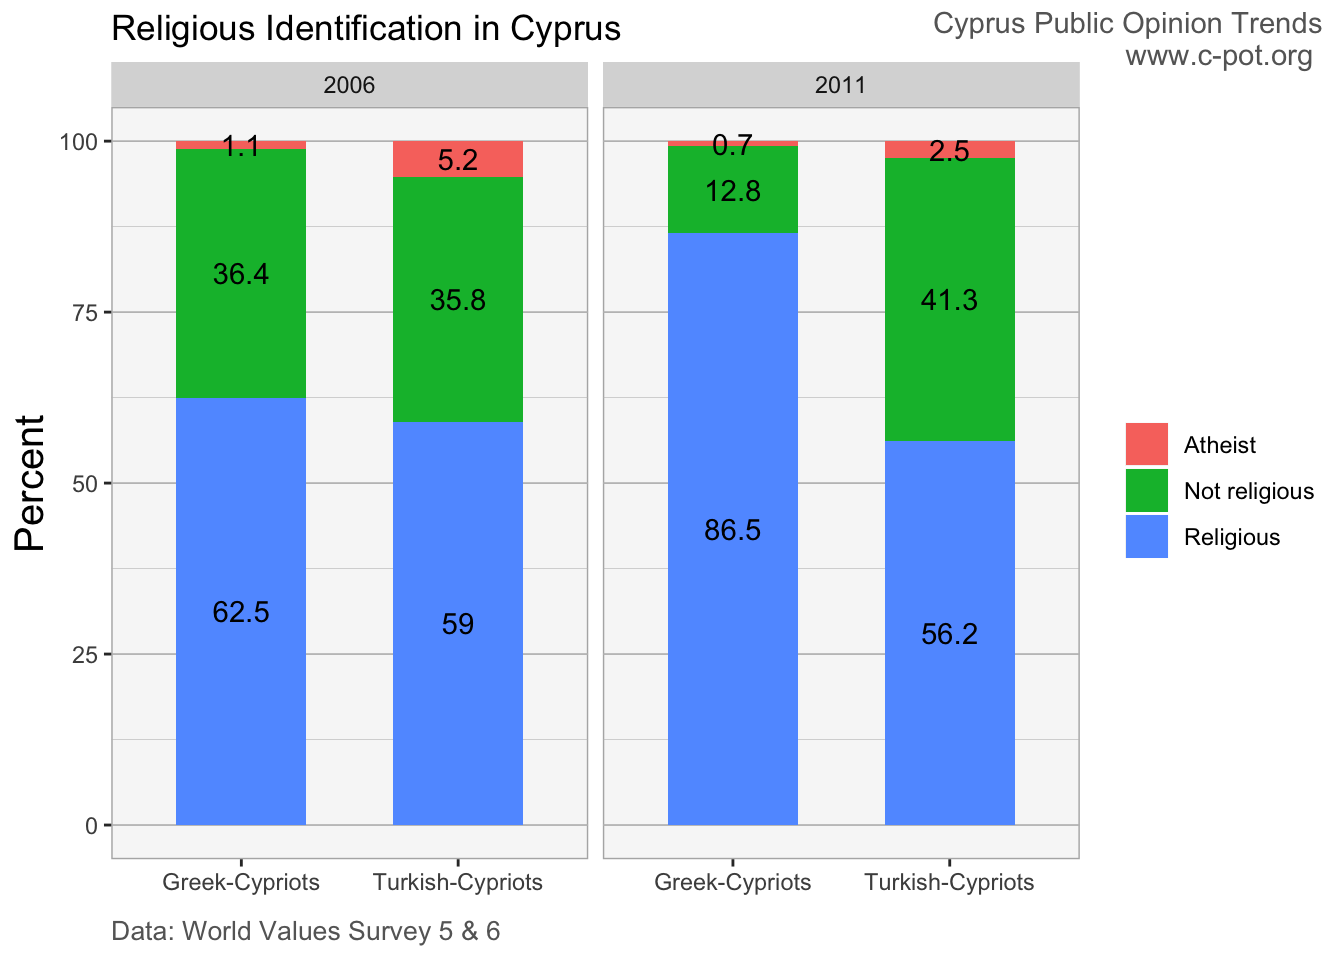 Religious Identification in Cyprus
Cyprus Public Opinion Trends
www.c-pot.org
2006
2011
Percent
100
75
50
25
0
1.1
36.4
62.5
5.2
35.8
59
0.7
12.8
86.5
2.5
41.3
56.2
Greek-Cypriots
Turkish-Cypriots
Greek-Cypriots
Turkish-Cypriots
Atheist
Not religious
Religious
Data: World Values Survey 5 & 6